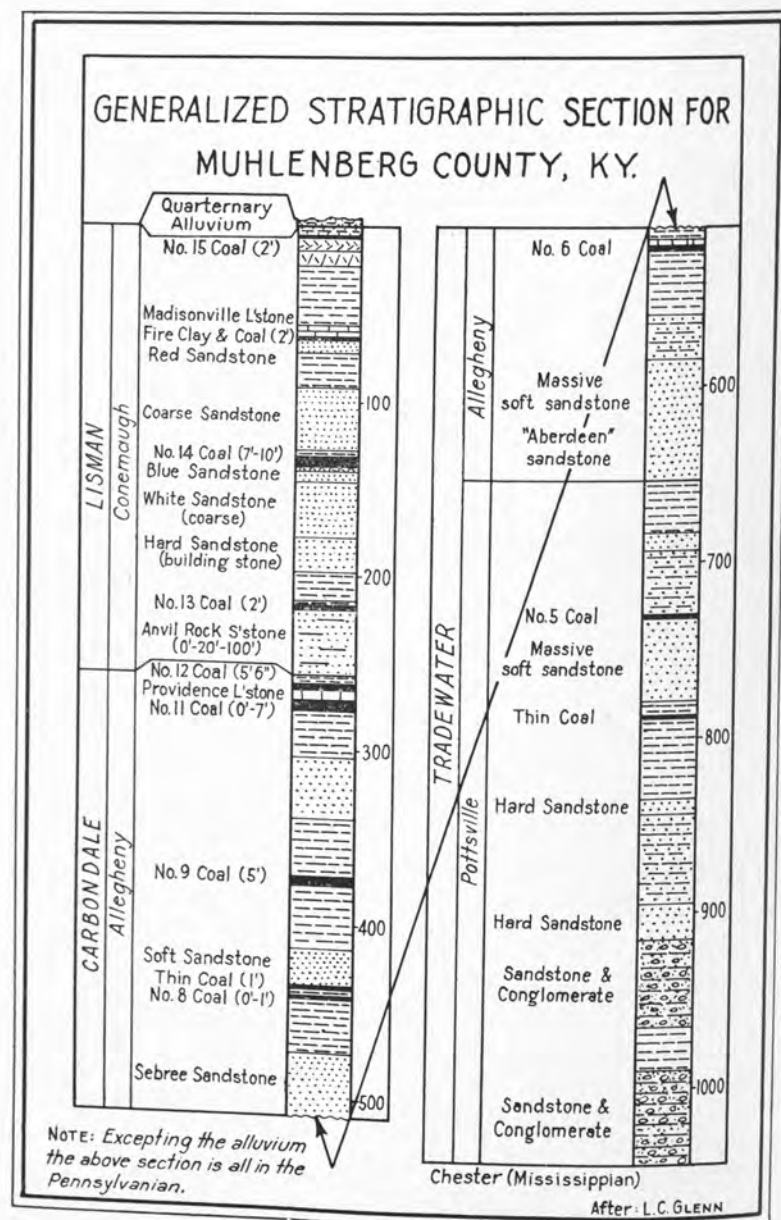 GENERALIZED STRATIGRAPHIC SECTION FOR
MUHLENBERG COUNTY, KY.
Quarternary
Alluvium
No. 15 Coal (2')
Madisonville L'stone
Fire Clay & Coal (2')
Red Sandstone
Coarse Sandstone
No. 14 Coal (7'-10')
Blue Sandstone
White Sandstone
(coarse)
Hard Sandstone
(building stone)
No. 13 Coal (2')
Anvil Rock S'stone
(0'-20'-100')
No. 12 Coal (5'6")
Providence L'stone
No. 11 Coal (0'-7')
No. 9 Coal (5')
Soft Sandstone
Thin Coal (1')
No. 8 Coal (0'-1')
Sebree Sandstone
LISMAN
Conemaugh
CARBONDALE
Allegheny
100
200
300
400
500
NOTE: Excepting the alluvium
the above section is all in the
Pennsylvanian.
No. 6 Coal
Massive
soft sandstone
"Aberdeen"
sandstone
No. 5 Coal
Massive
soft sandstone
Thin Coal
Hard Sandstone
Hard Sandstone
Sandstone &
Conglomerate
Sandstone &
Conglomerate
TRADEWATER
Allegheny
Pottsville
600
700
800
900
1000
Chester (Mississippian)
After: L.C. GLENN